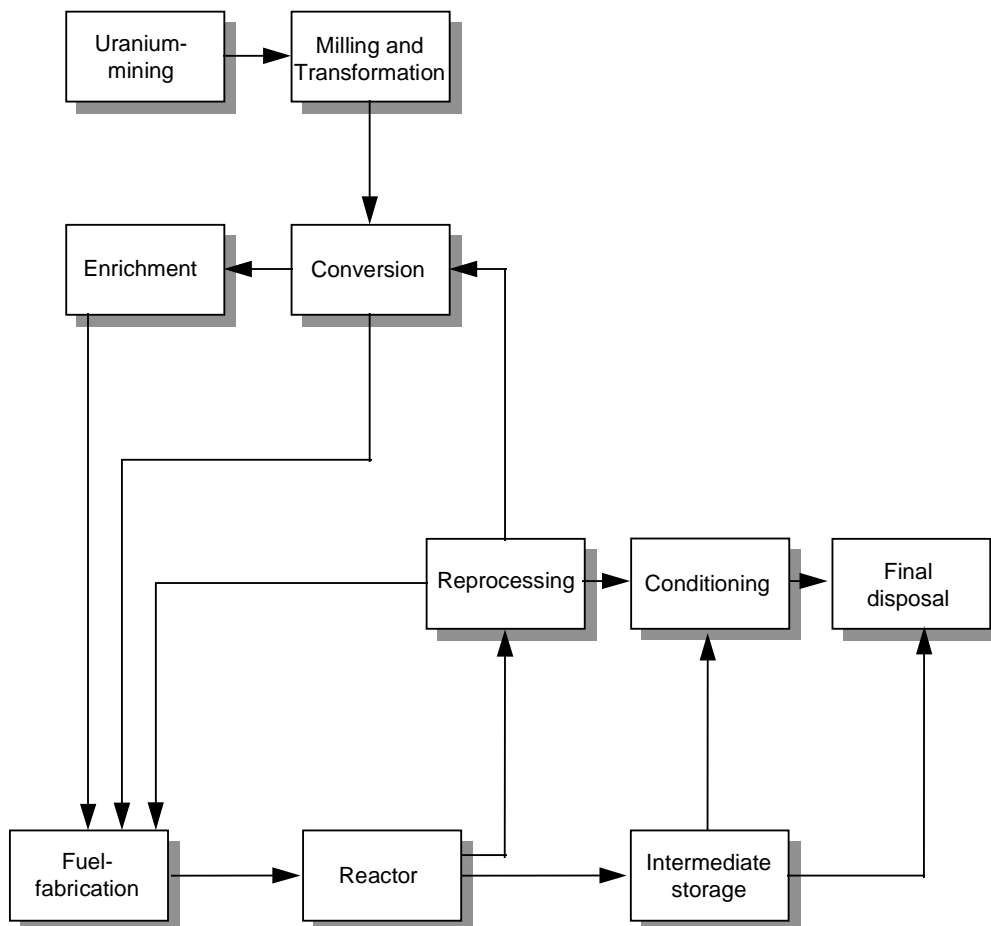 Uranium-
mining
Milling and
Transformation
Enrichment
Conversion
Reprocessing
Conditioning
Final
disposal
Fuel-
fabrication
Reactor
Intermediate
storage